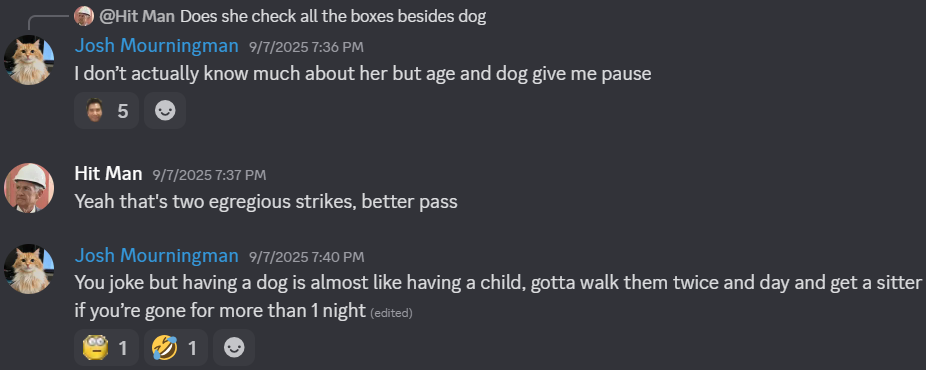 @Hit Man Does she check all the boxes besides dog
Josh Mourningman 9/7/2025 7:36 PM
I don’t actually know much about her but age and dog give me pause
5
Hit Man 9/7/2025 7:37 PM
Yeah that's two egregious strikes, better pass
Josh Mourningman 9/7/2025 7:40 PM
You joke but having a dog is almost like having a child, gotta walk them twice and day and get a sitter
if you’re gone for more than 1 night (edited)
1 1